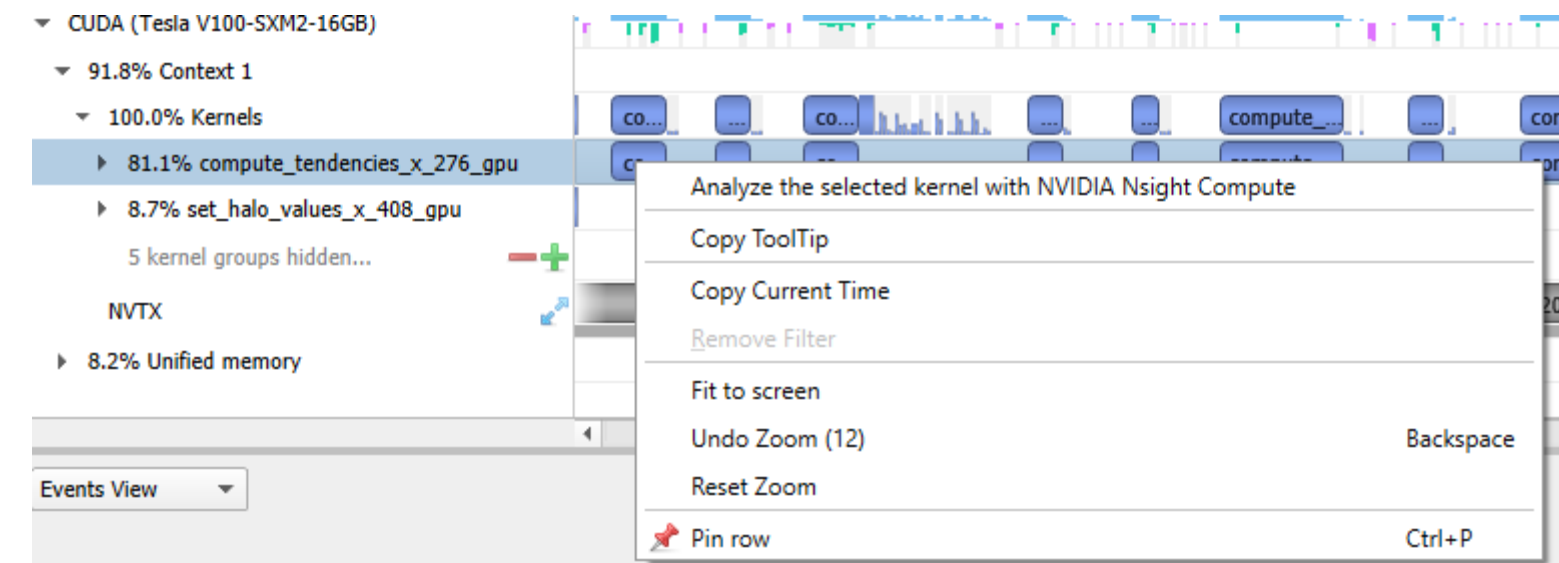 CUDA (Tesla V100-SXM2-16GB)
91.8% Context 1
100.0% Kernels
co...
...
co...
...
...
compute_...
...
81.1% compute_tendencies_x_276_gpu
8.7% set_halo_values_x_408_gpu
5 kernel groups hidden...
NVTX
8.2% Unified memory
Events View
Analyze the selected kernel with NVIDIA Nsight Compute
Copy ToolTip
Copy Current Time
Remove Filter
Fit to screen
Undo Zoom (12) Backspace
Reset Zoom
Pin row Ctrl+P